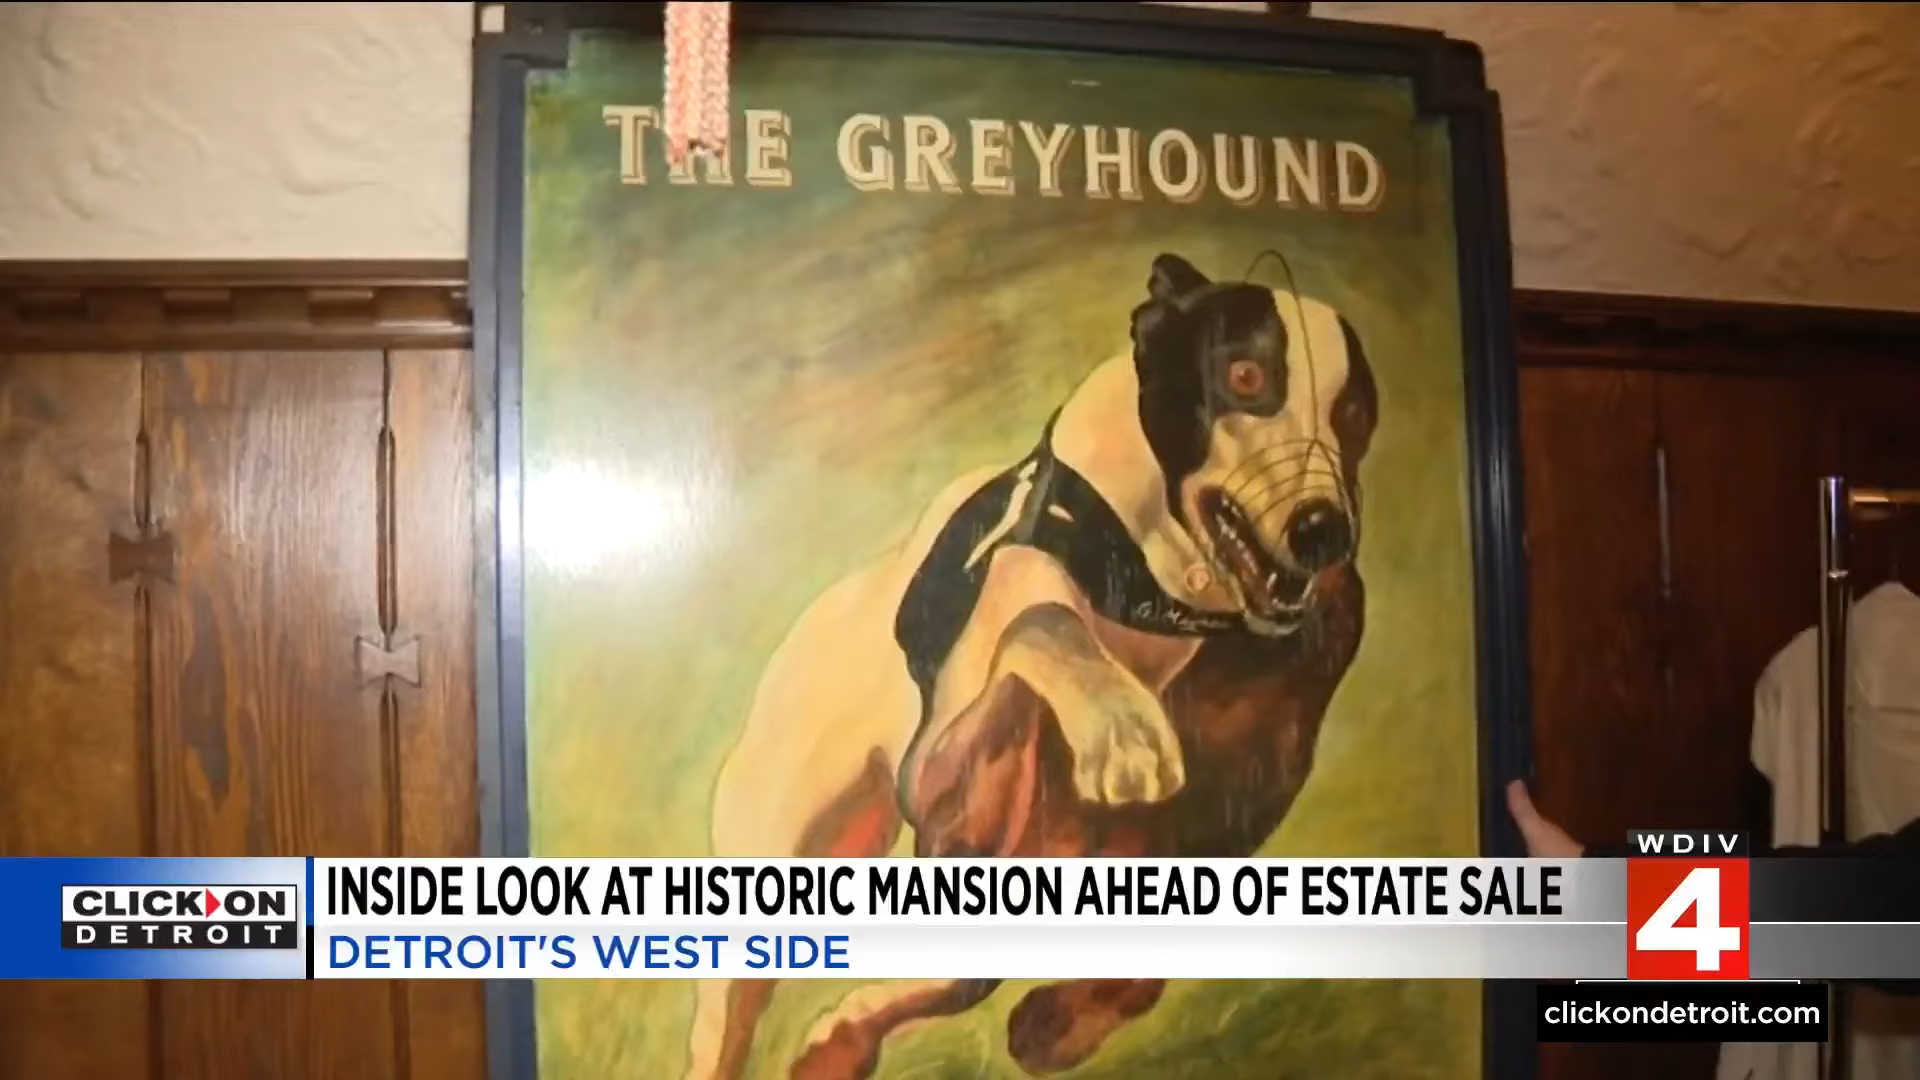 THE GREYHOUND
INSIDE LOOK AT HISTORIC MANSION AHEAD OF ESTATE SALE
DETROIT'S WEST SIDE
CLICK ON
DETROIT
WDIV
4
clickondetroit.com